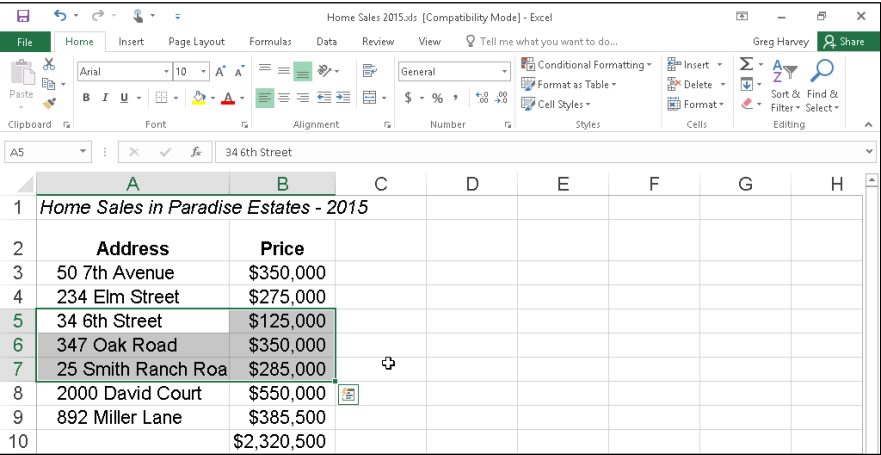 Home Sales 2015.xls [Compatibility Mode] - Excel
File Home Insert Page Layout Formulas Data Review View Tell me what you want to do... Greg Harvey Share
Paste
Arial 10 A A
B I U A
General
$ % , .0 .00 .00 .0
Conditional Formatting
Format as Table
Cell Styles
Insert
Delete
Format
Σ
A Z
Sort & Filter
Find & Select
Clipboard Font Alignment Number Styles Cells Editing
A5 fx 34 6th Street
A B C D E F G H
1 Home Sales in Paradise Estates - 2015
2 Address Price
3 50 7th Avenue $350,000
4 234 Elm Street $275,000
5 34 6th Street $125,000
6 347 Oak Road $350,000
7 25 Smith Ranch Roa $285,000
8 2000 David Court $550,000
9 892 Miller Lane $385,500
10 $2,320,500